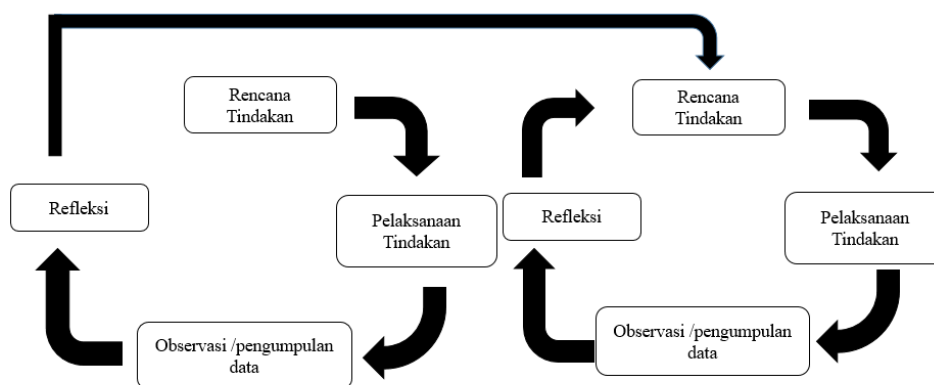 Rencana
Tindakan
Pelaksanaan
Tindakan
Observasi /pengumpulan
data
Refleksi
Rencana
Tindakan
Pelaksanaan
Tindakan
Observasi /pengumpulan
data
Refleksi